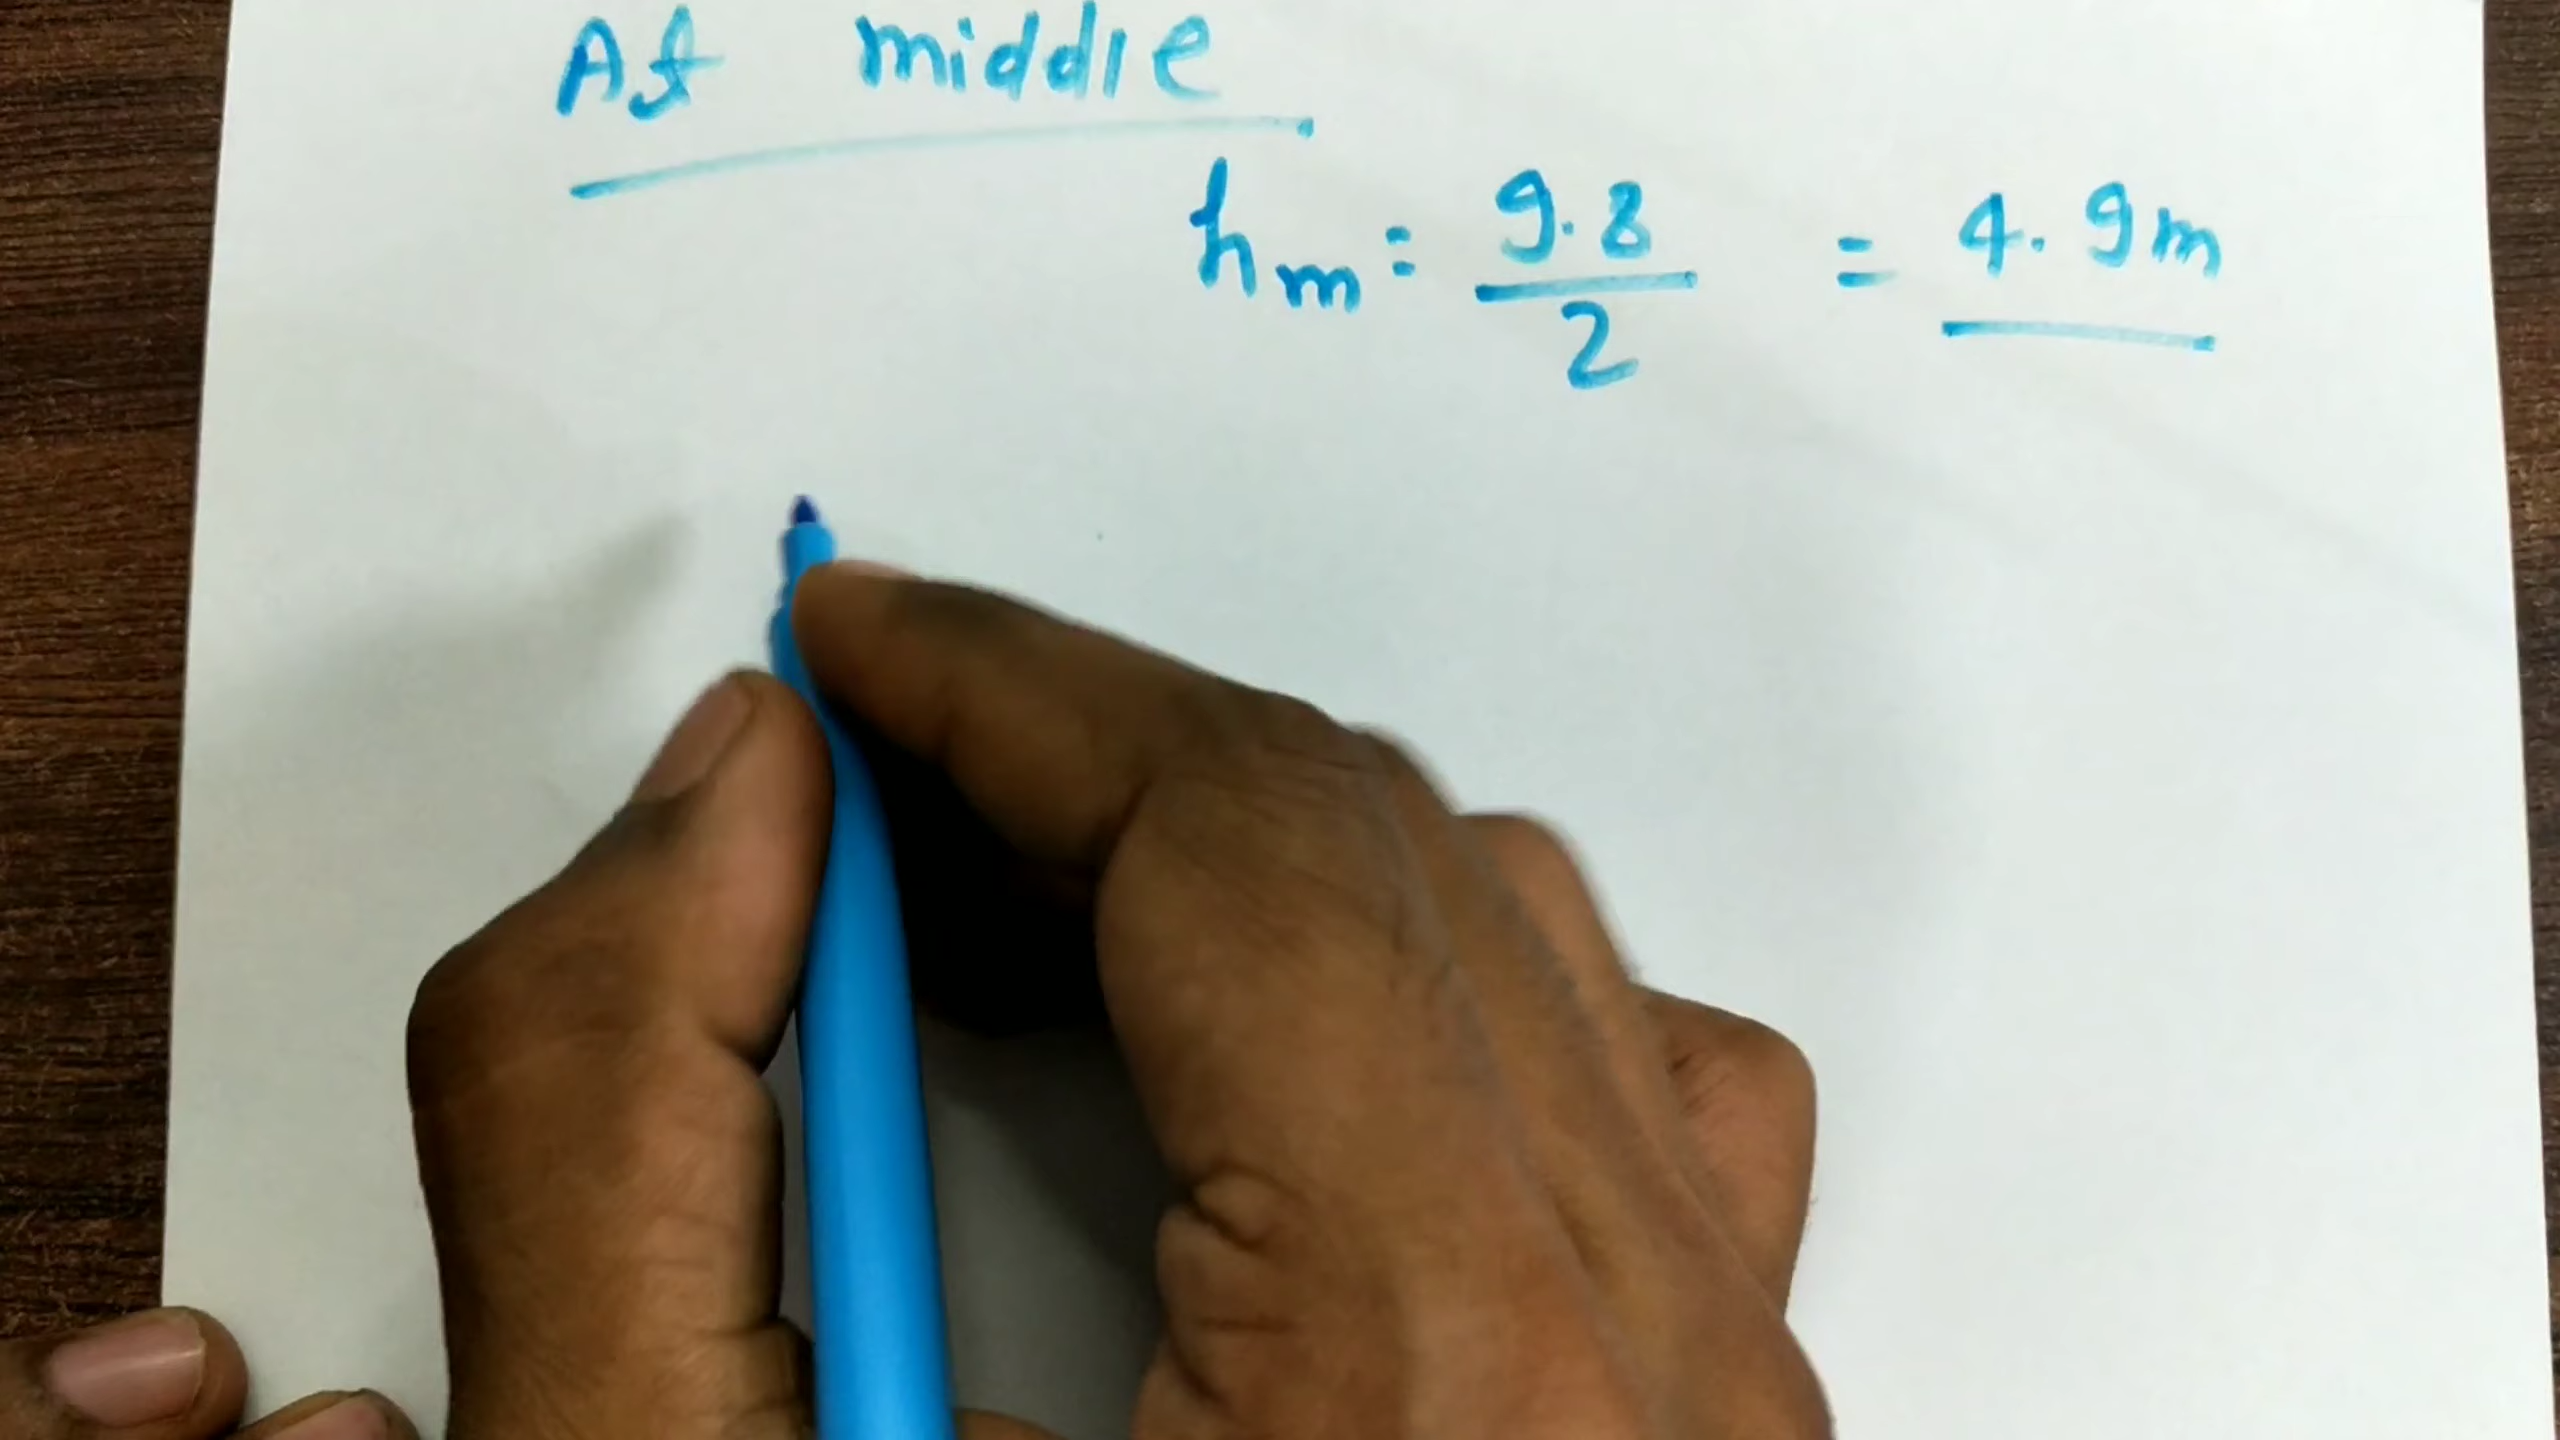 At middle
hm = 9.8/2 = 4.9m